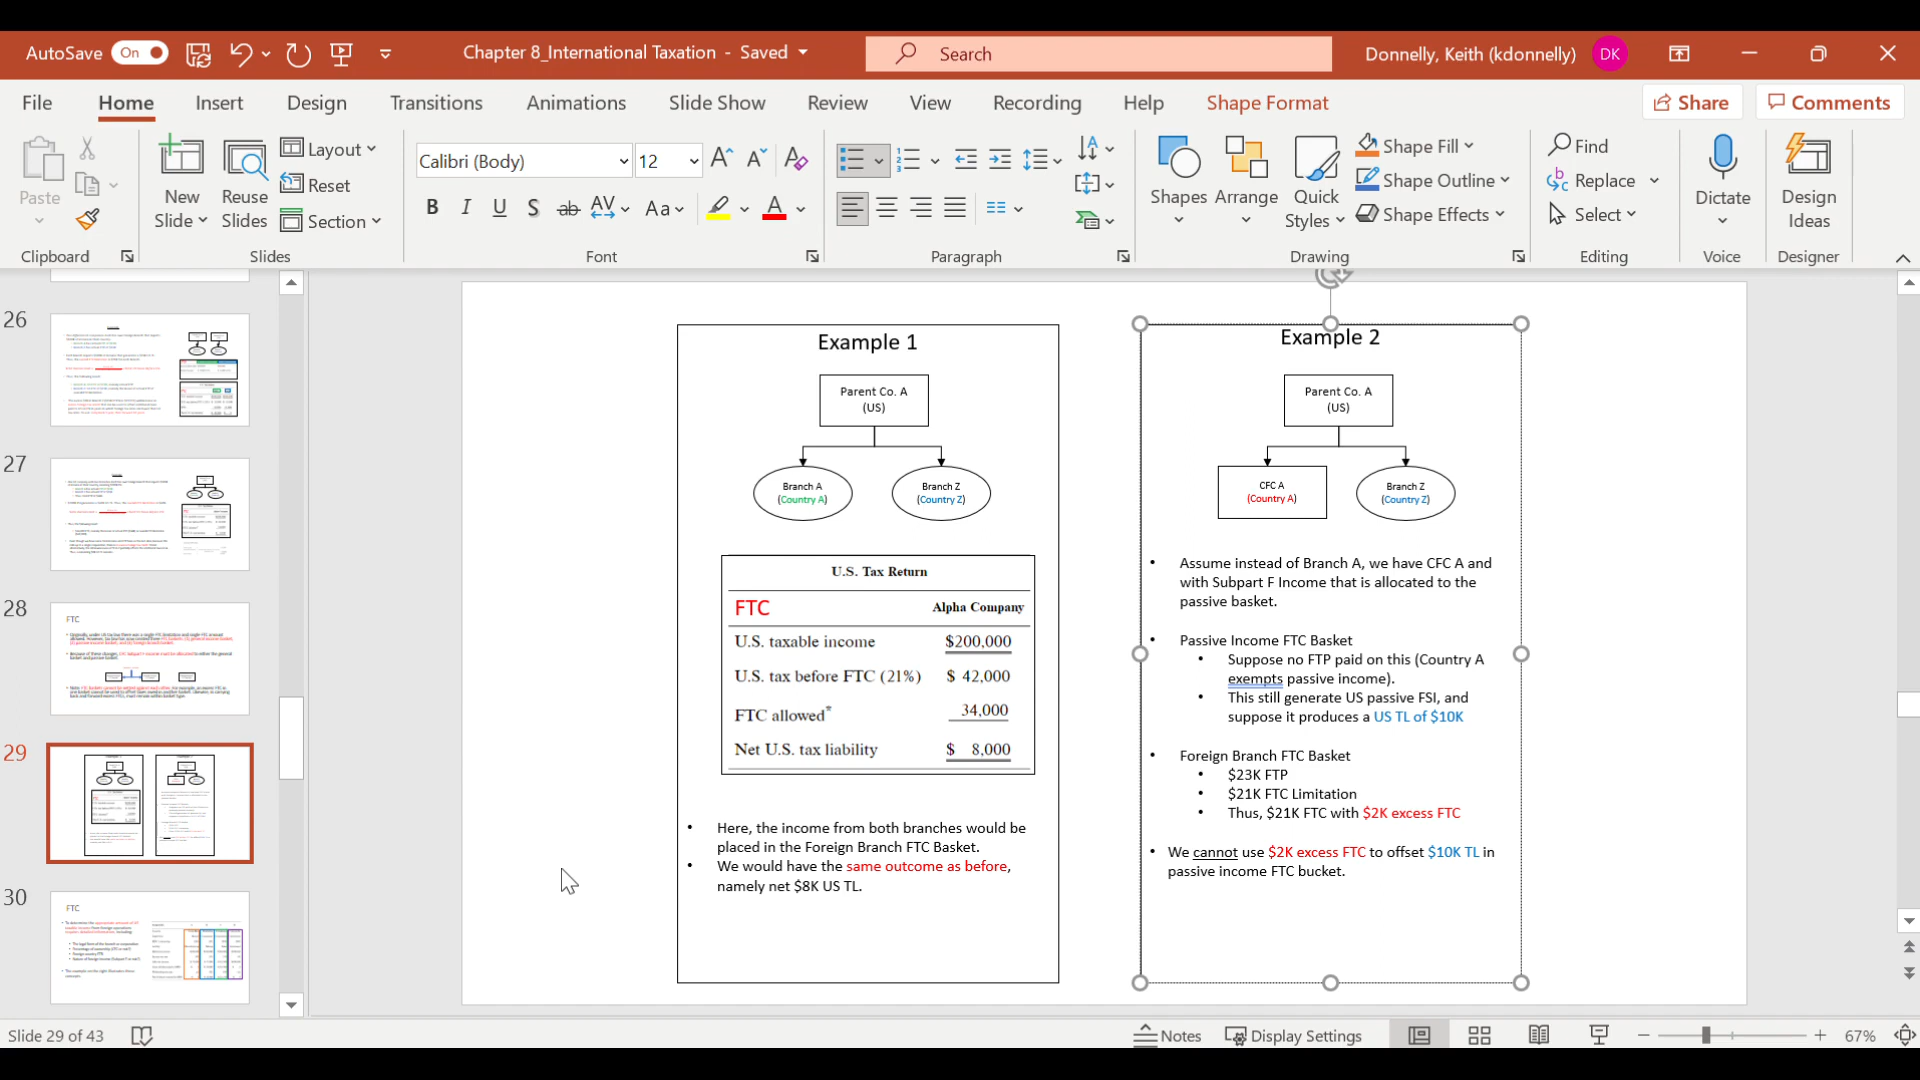 AutoSave On Chapter 8_International Taxation - Saved Search Donnelly, Keith (kdonnelly) DK
File Home Insert Design Transitions Animations Slide Show Review View Recording Help Shape Format Share Comments
Paste
New Slide
Reuse Slides
Layout
Reset
Section
Calibri (Body) 12
Shapes
Arrange
Quick Styles
Shape Fill
Shape Outline
Shape Effects
Find
Replace
Select
Dictate
Design Ideas
Clipboard Slides Font Paragraph Drawing Editing Voice Designer
26
27
28
FTC
29
30
FTC
Example 1
Parent Co. A
(US)
Branch A
(Country A)
Branch Z
(Country Z)
U.S. Tax Return
FTC Alpha Company
U.S. taxable income $200,000
U.S. tax before FTC (21%) $ 42,000
FTC allowed* 34,000
Net U.S. tax liability $ 8,000
• Here, the income from both branches would be
placed in the Foreign Branch FTC Basket.
• We would have the same outcome as before,
namely net $8K US TL.
Example 2
Parent Co. A
(US)
CFC A
(Country A)
Branch Z
(Country Z)
• Assume instead of Branch A, we have CFC A and
with Subpart F Income that is allocated to the
passive basket.
• Passive Income FTC Basket
• Suppose no FTP paid on this (Country A
exempts passive income).
• This still generate US passive FSI, and
suppose it produces a US TL of $10K
• Foreign Branch FTC Basket
• $23K FTP
• $21K FTC Limitation
• Thus, $21K FTC with $2K excess FTC
• We cannot use $2K excess FTC to offset $10K TL in
passive income FTC bucket.
Slide 29 of 43 Notes Display Settings 67%